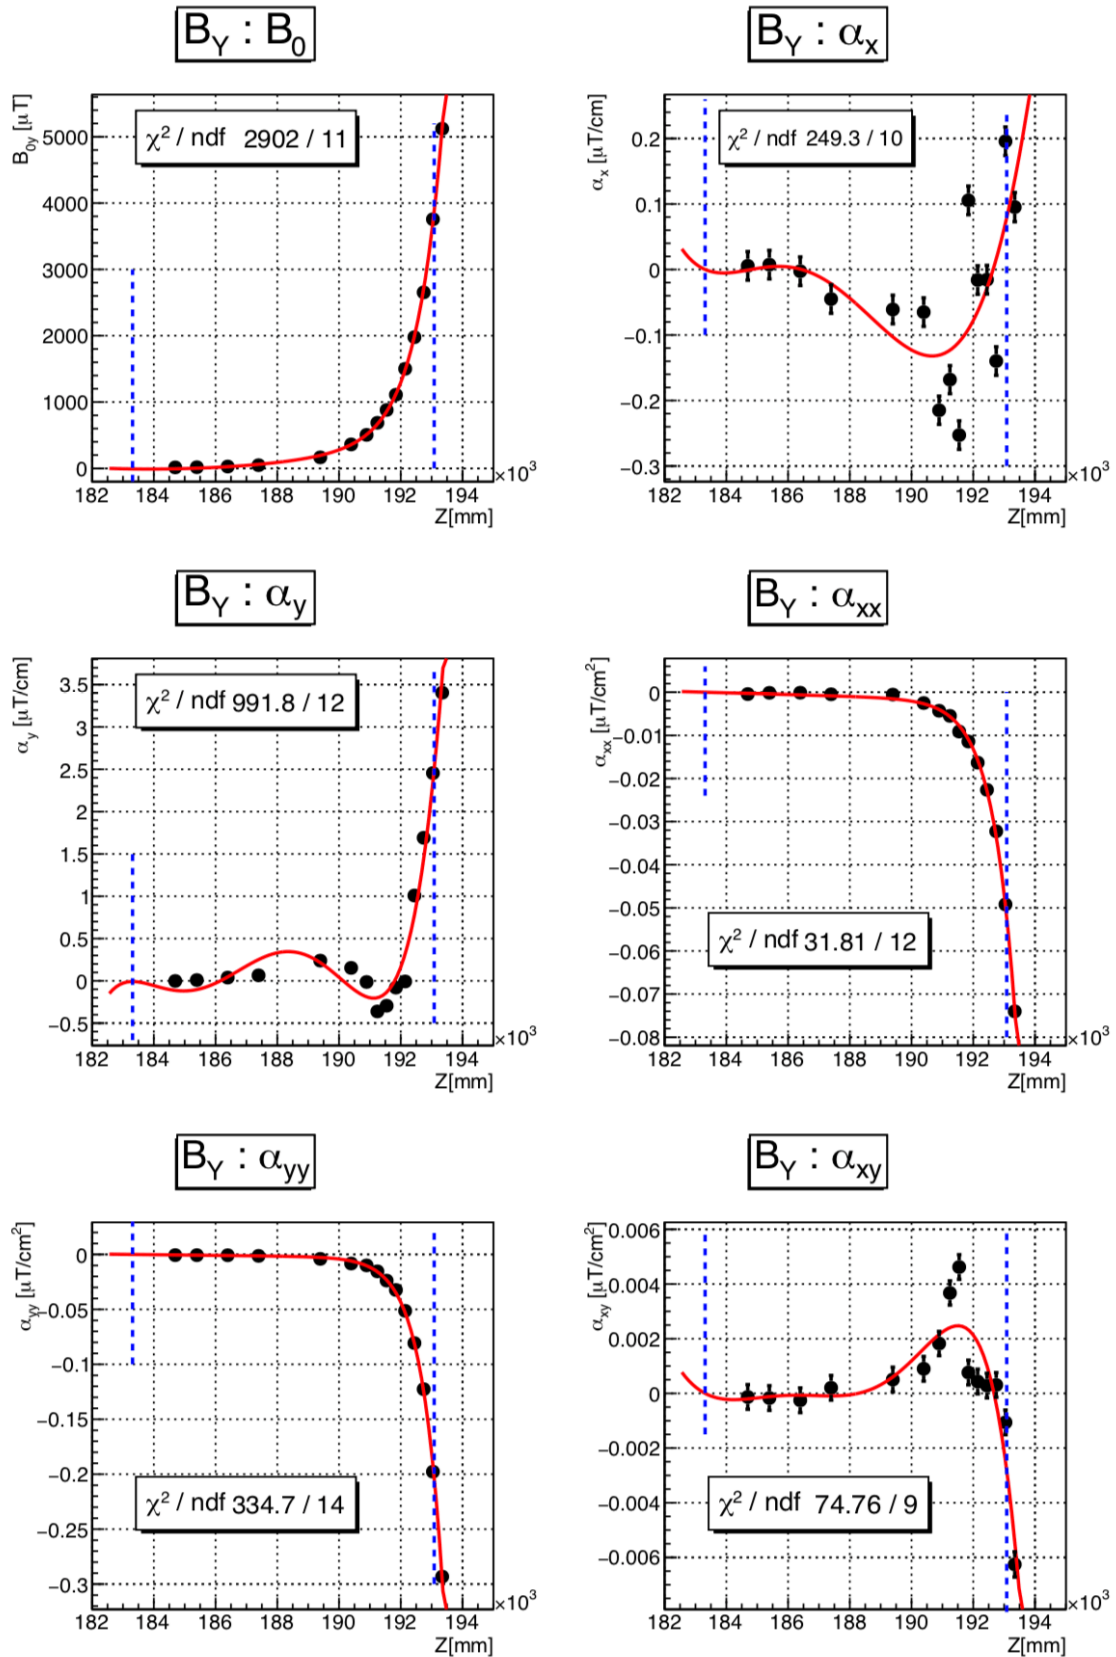 B_Y : B_0
B_0y [μT]
χ² / ndf 2902 / 11
5000
4000
3000
2000
1000
0
182 184 186 188 190 192 194
×10³
Z[mm]
B_Y : α_x
α_x [μT/cm]
χ² / ndf 249.3 / 10
0.2
0.1
0
−0.1
−0.2
−0.3
182 184 186 188 190 192 194
×10³
Z[mm]
B_Y : α_y
α_y [μT/cm]
χ² / ndf 991.8 / 12
3.5
3
2.5
2
1.5
1
0.5
0
−0.5
182 184 186 188 190 192 194
×10³
Z[mm]
B_Y : α_xx
α_xx [μT/cm²]
0
−0.01
−0.02
−0.03
−0.04
−0.05
−0.06
−0.07
−0.08
χ² / ndf 31.81 / 12
182 184 186 188 190 192 194
×10³
Z[mm]
B_Y : α_yy
α_yy [μT/cm²]
0
−0.05
−0.1
−0.15
−0.2
−0.25
−0.3
χ² / ndf 334.7 / 14
182 184 186 188 190 192 194
×10³
Z[mm]
B_Y : α_xy
α_xy [μT/cm²]
0.006
0.004
0.002
0
−0.002
−0.004
−0.006
χ² / ndf 74.76 / 9
182 184 186 188 190 192 194
×10³
Z[mm]